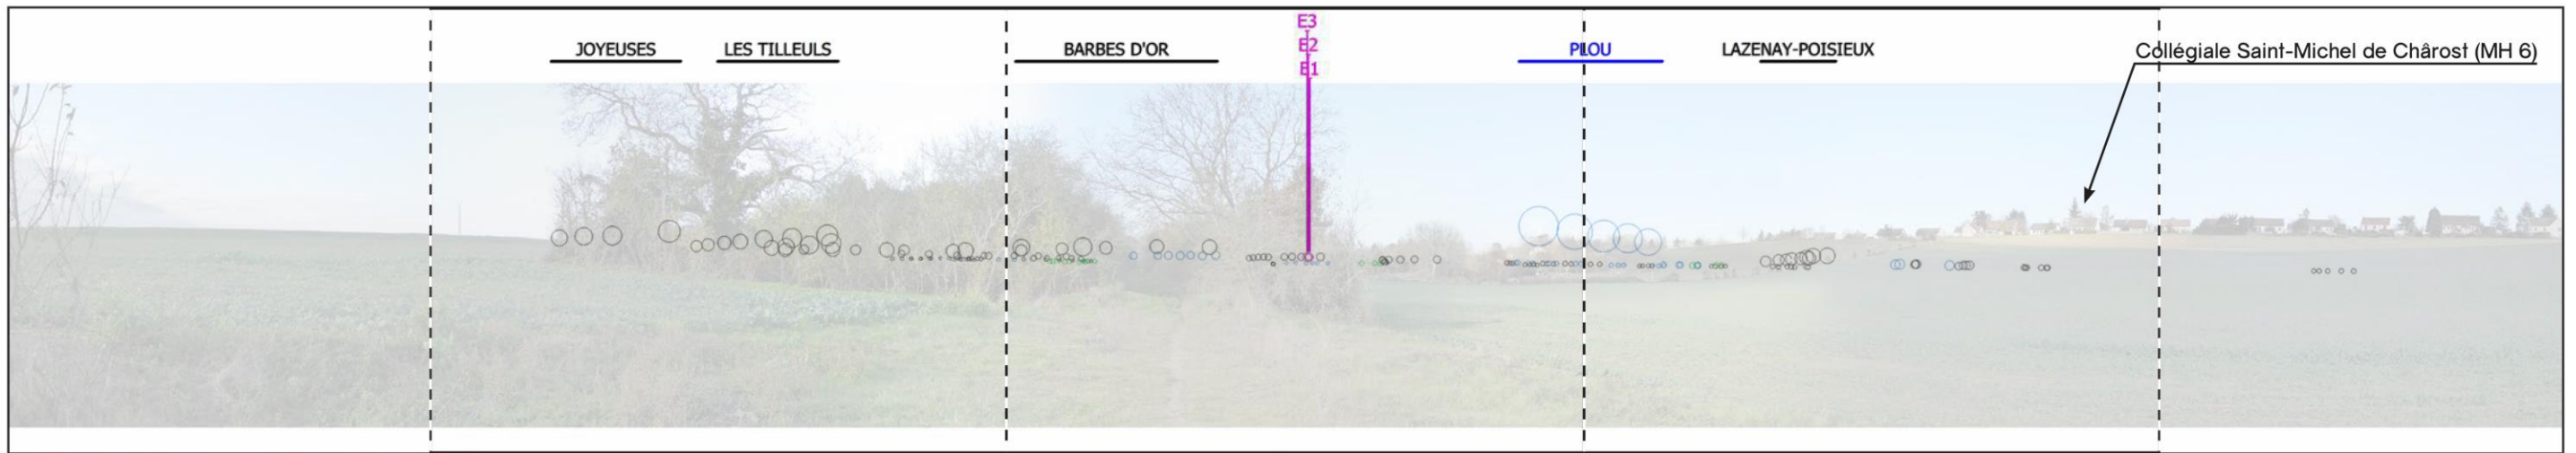 E3
E2
E1
JOYEUSES
LES TILLEULS
BARBES D'OR
PLOU
LAZENAY-POISIEUX
Collégiale Saint-Michel de Chârost (MH 6)